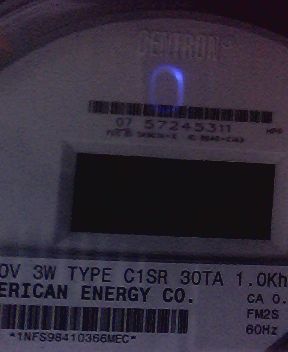 CENTRON®
07 57245311
0V 3W TYPE C1SR 30TA 1.0Kh
ERICAN ENERGY CO.
CA 0.
FM2S
60Hz
*1NFS98410366MEC*